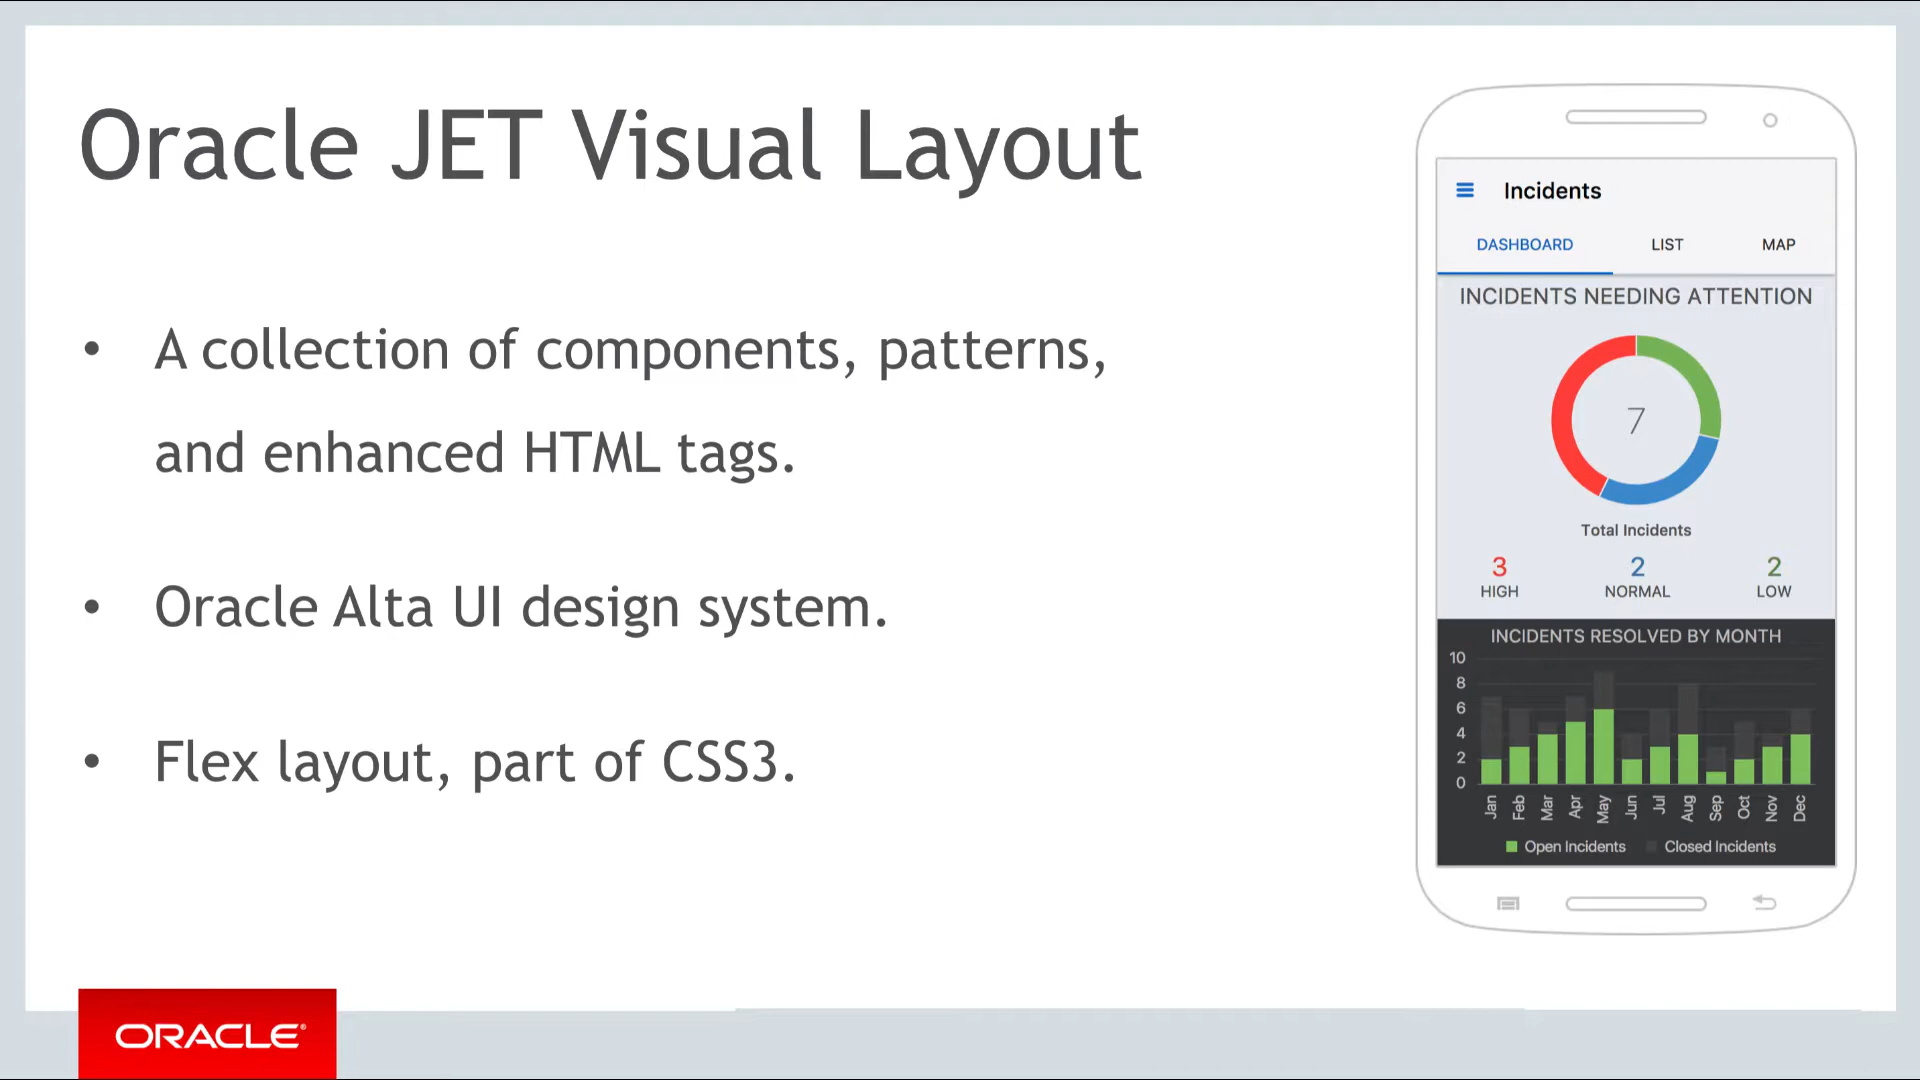 Oracle JET Visual Layout
• A collection of components, patterns,
and enhanced HTML tags.
• Oracle Alta UI design system.
• Flex layout, part of CSS3.
ORACLE®
Incidents
DASHBOARD LIST MAP
INCIDENTS NEEDING ATTENTION
7
Total Incidents
3 2 2
HIGH NORMAL LOW
INCIDENTS RESOLVED BY MONTH
10
8
6
4
2
0
Jan Feb Mar Apr May Jun Jul Aug Sep Oct Nov Dec
Open Incidents Closed Incidents